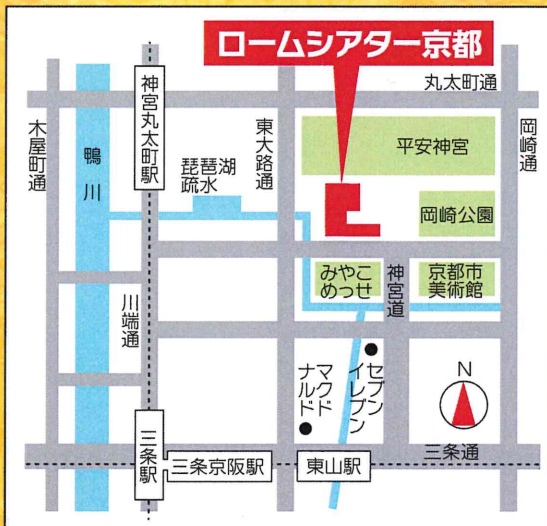 ロームシアター京都
丸太町通
木屋町通
鴨川
神宮丸太町駅
琵琶湖
疏水
東大路通
平安神宮
岡崎通
岡崎公園
みやこ
めっせ
神宮道
京都市
美術館
川端通
マクド
ナルド
セブン
イレブン
N
三条通
三条駅
三条京阪駅
東山駅